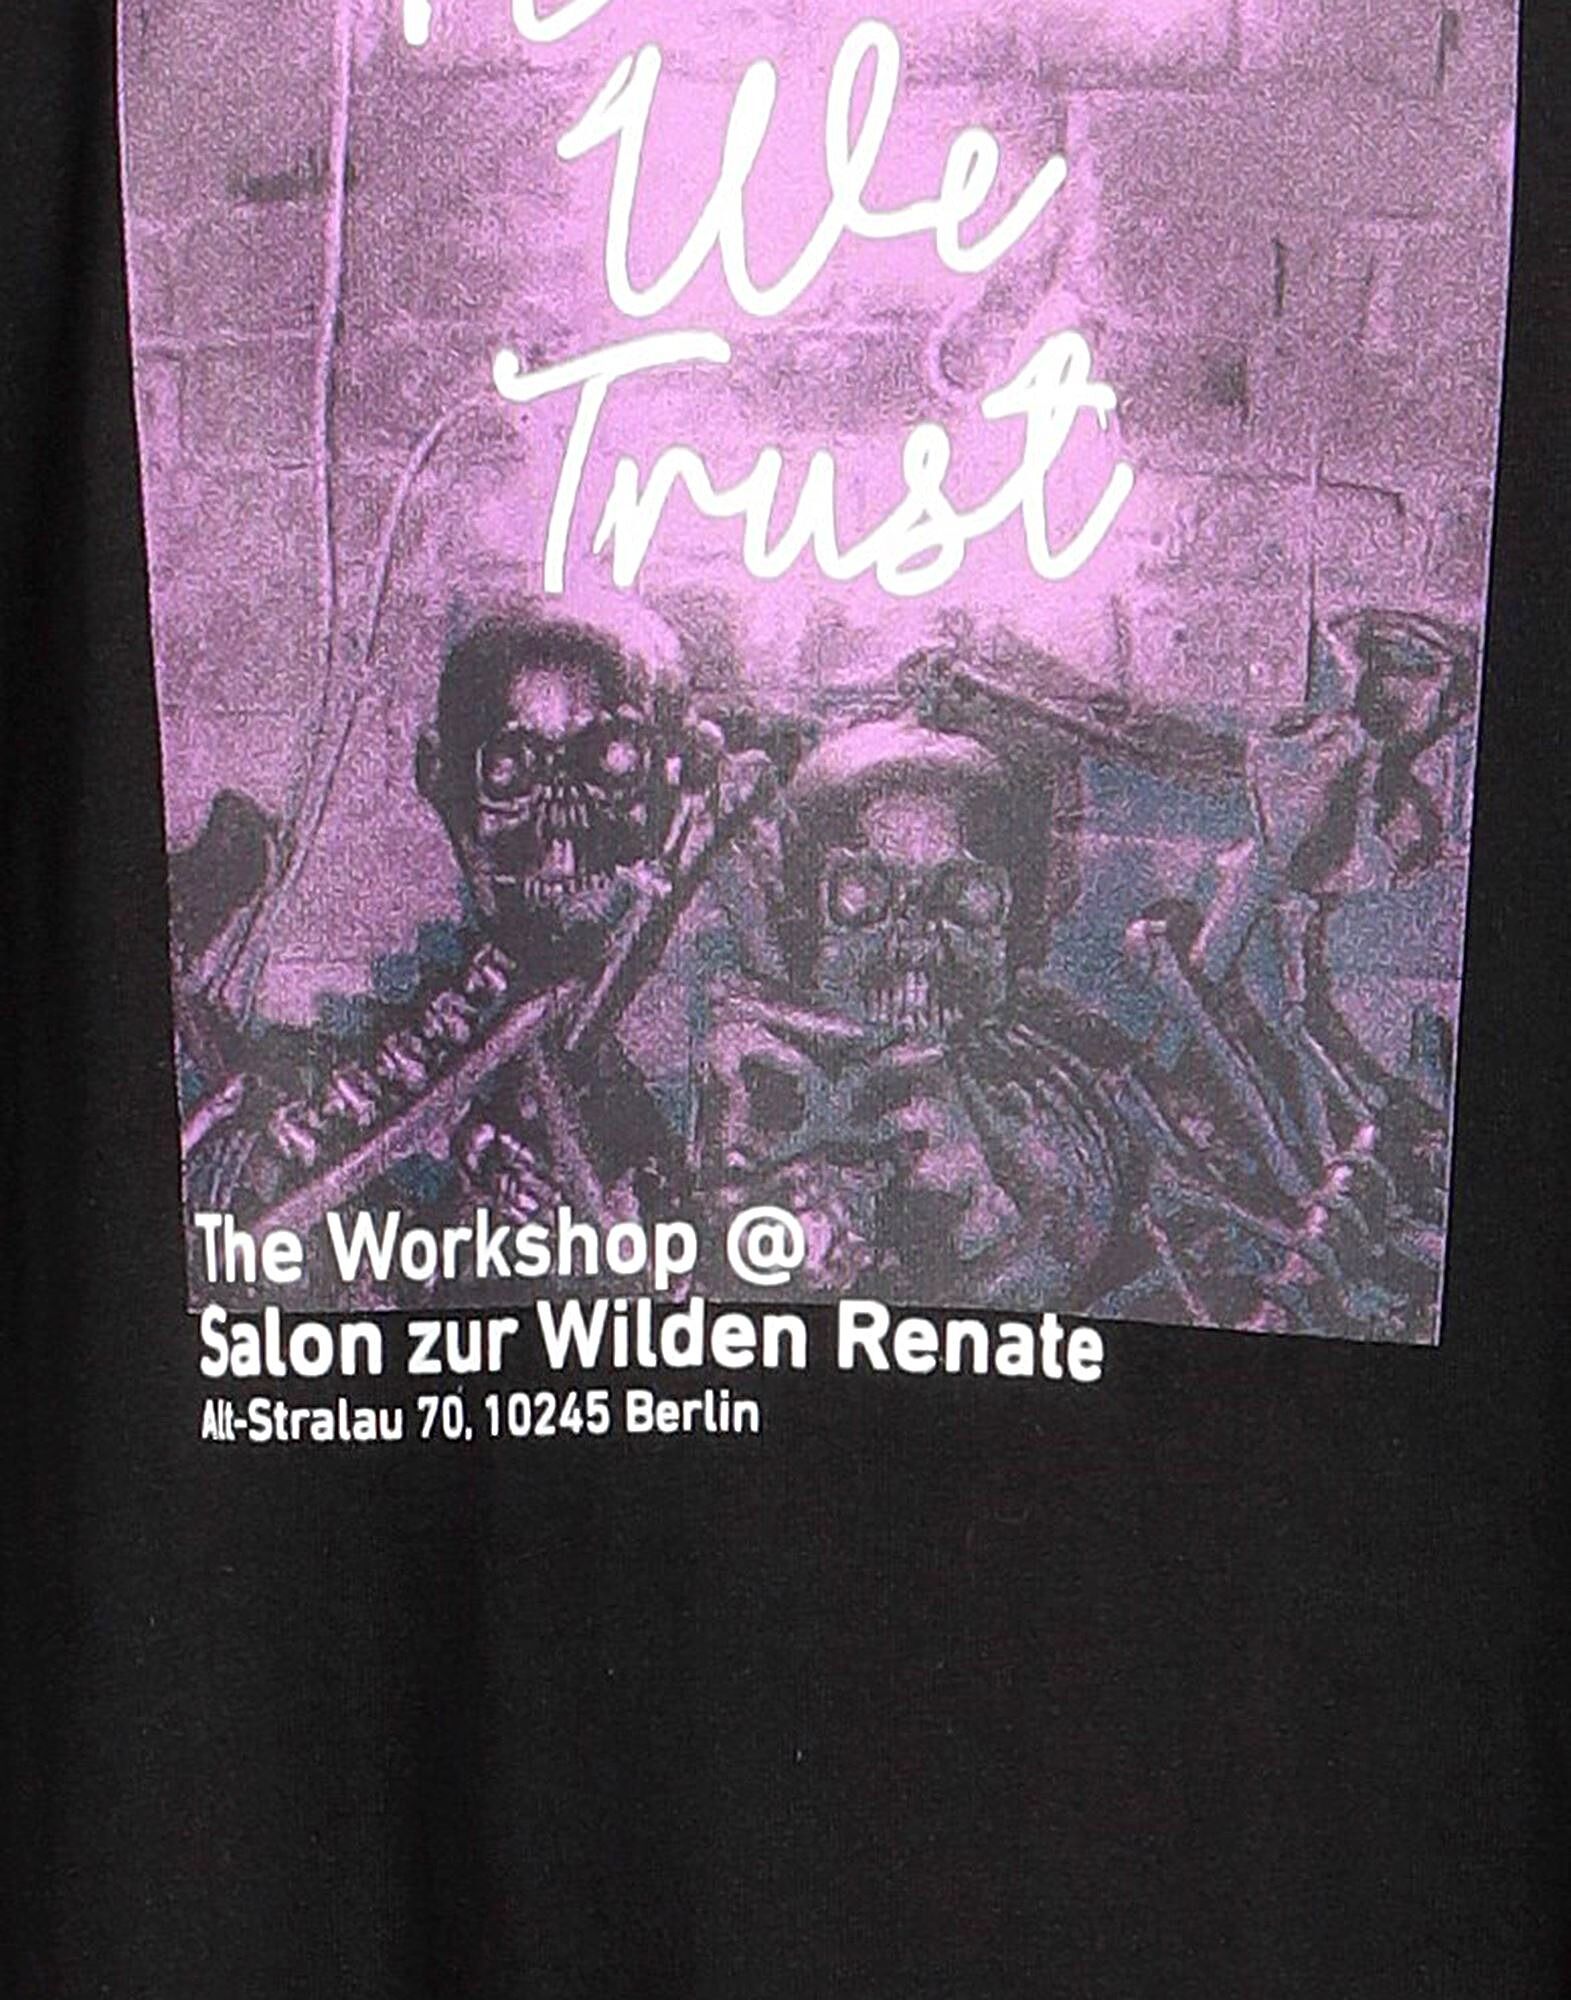 We
Trust
The Workshop @
Salon zur Wilden Renate
Alt-Stralau 70, 10245 Berlin